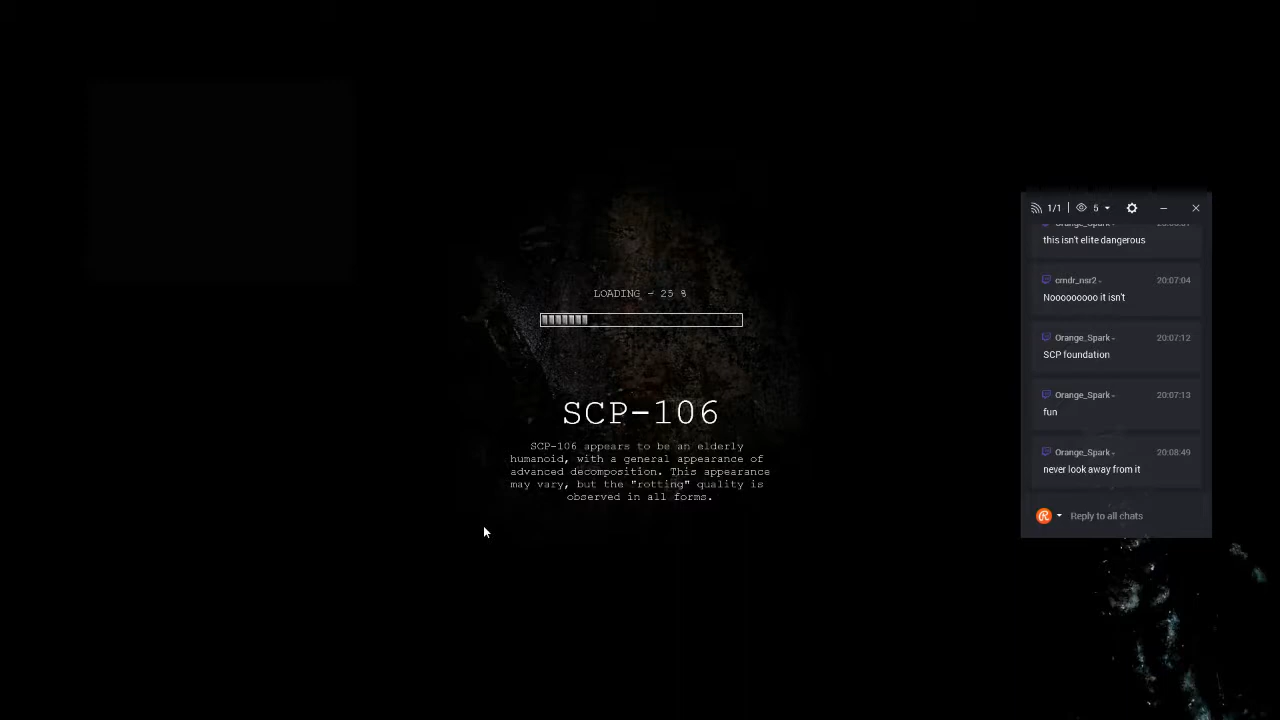 LOADING - 25 %
SCP-106
SCP-106 appears to be an elderly
humanoid, with a general appearance of
advanced decomposition. This appearance
may vary, but the "rotting" quality is
observed in all forms.
1/1 | 5
Orange_Spark
this isn't elite dangerous
cmdr_nsr2 20:07:04
Nooooooooo it isn't
Orange_Spark 20:07:12
SCP foundation
Orange_Spark 20:07:13
fun
Orange_Spark 20:08:49
never look away from it
Reply to all chats